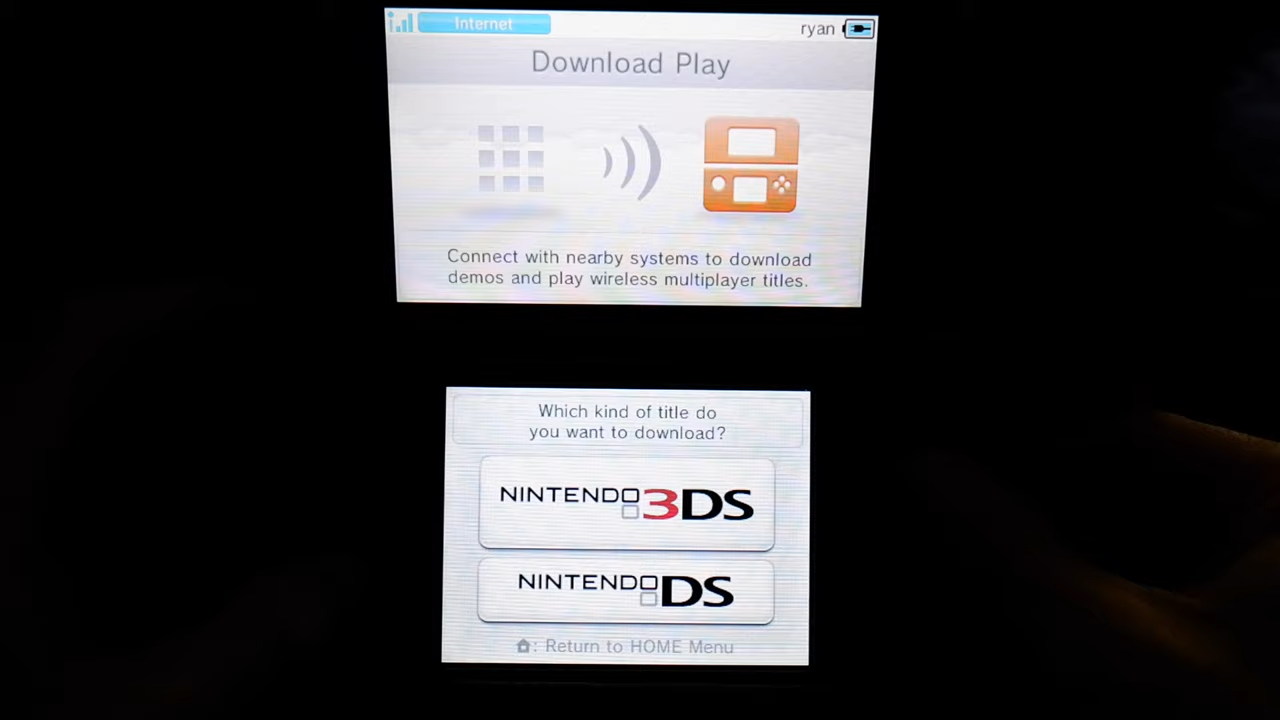 Internet
ryan
Download Play
Connect with nearby systems to download
demos and play wireless multiplayer titles.
Which kind of title do
you want to download?
NINTENDO 3DS
NINTENDO DS
: Return to HOME Menu